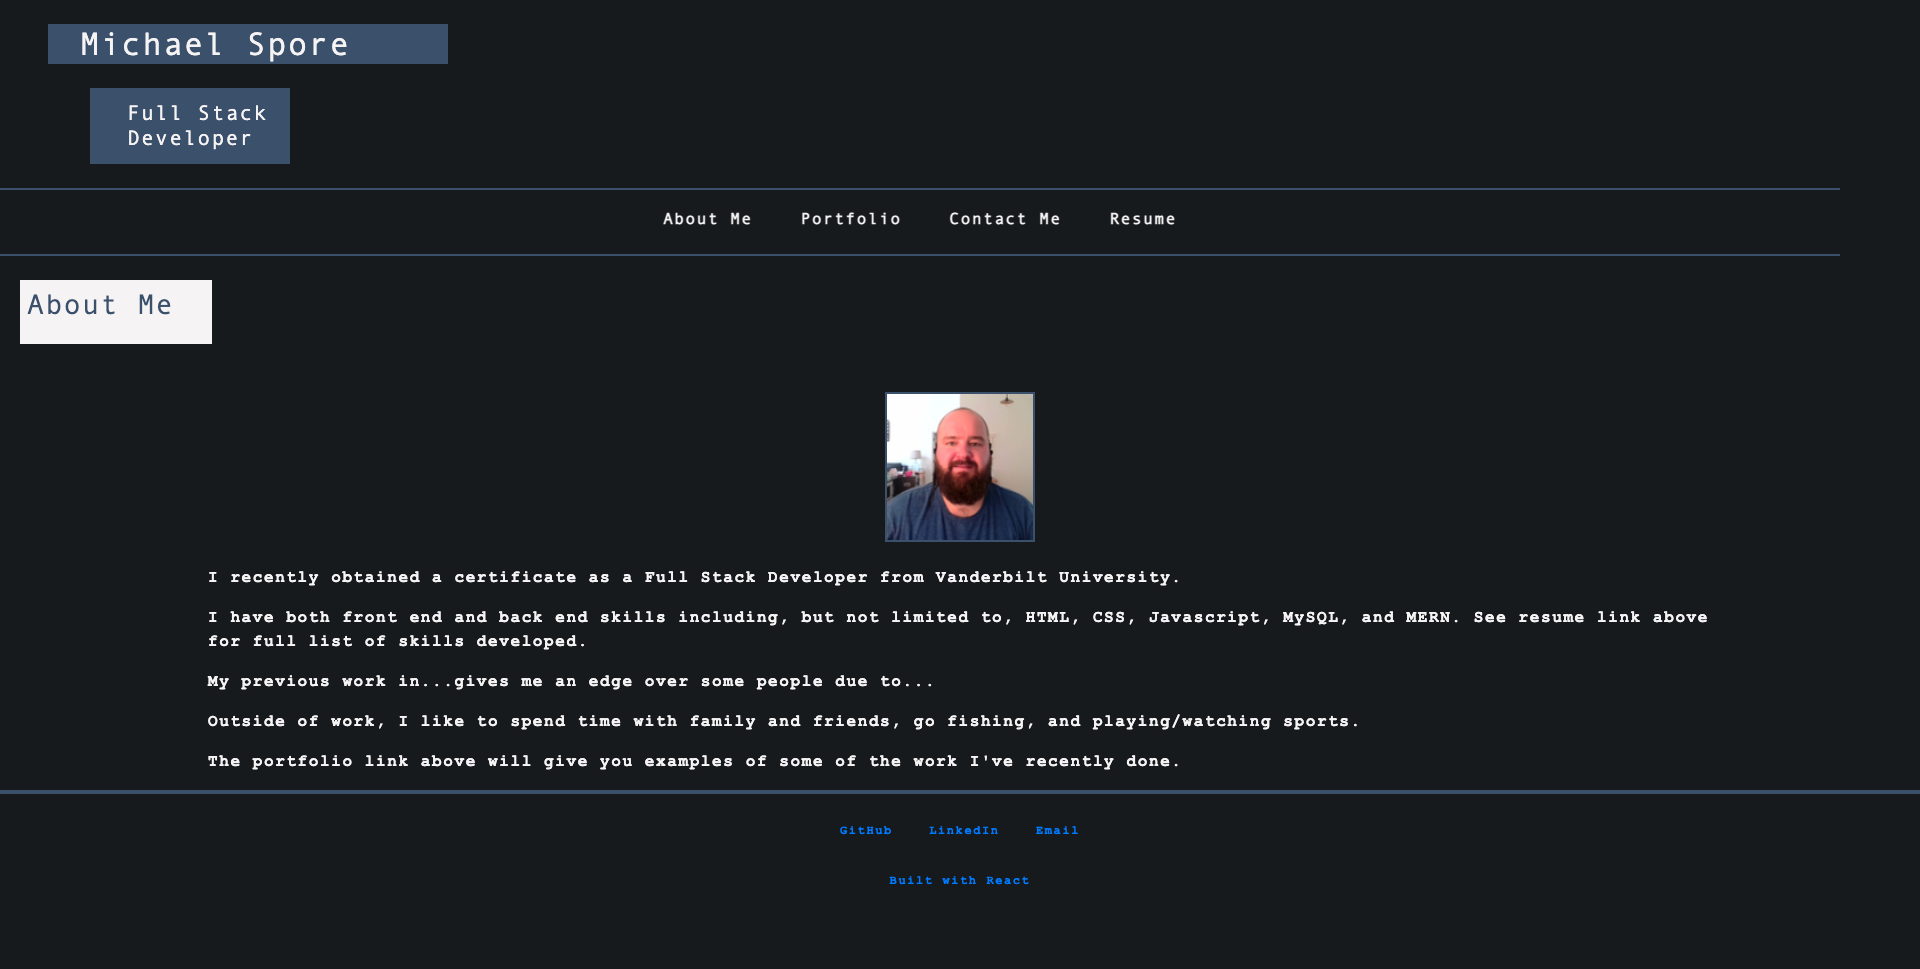 Michael Spore
Full Stack
Developer
About Me Portfolio Contact Me Resume
About Me
I recently obtained a certificate as a Full Stack Developer from Vanderbilt University.
I have both front end and back end skills including, but not limited to, HTML, CSS, Javascript, MySQL, and MERN. See resume link above
for full list of skills developed.
My previous work in...gives me an edge over some people due to...
Outside of work, I like to spend time with family and friends, go fishing, and playing/watching sports.
The portfolio link above will give you examples of some of the work I've recently done.
GitHub LinkedIn Email
Built with React